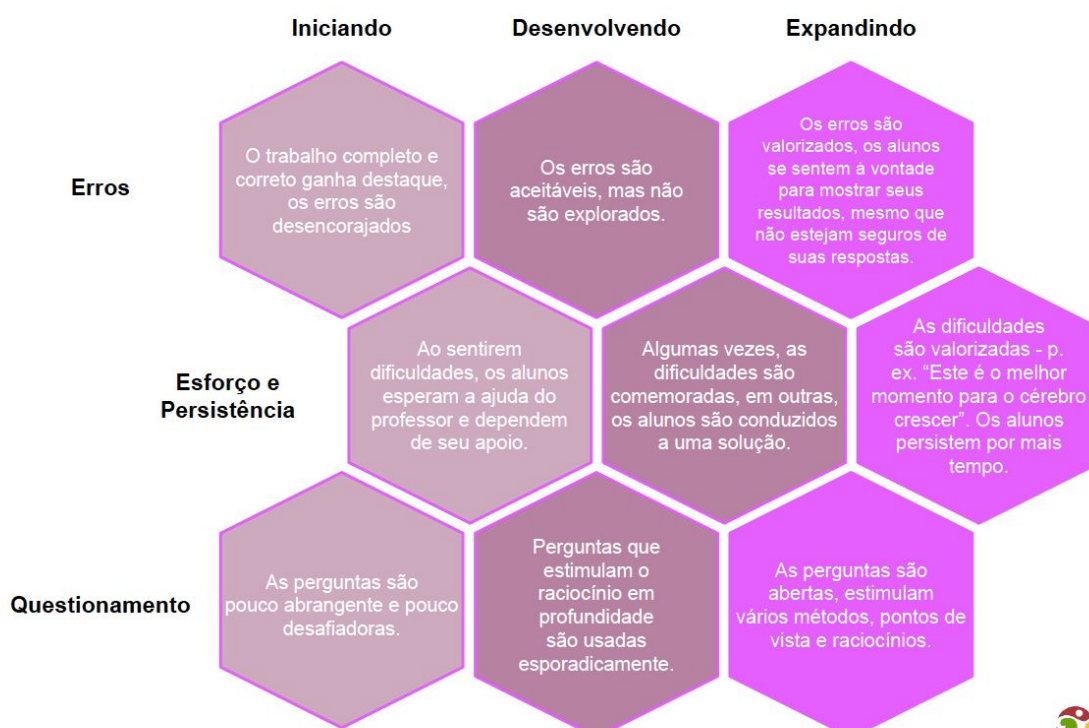 Iniciando
Desenvolvendo
Expandindo
Erros
O trabalho completo e
correto ganha destaque,
os erros são
desencorajados
Os erros são
aceitáveis, mas não
são explorados.
Os erros são
valorizados, os alunos
se sentem à vontade
para mostrar seus
resultados, mesmo que
não estejam seguros de
suas respostas.
Esforço e
Persistência
Ao sentirem
dificuldades, os alunos
esperam a ajuda do
professor e dependem
de seu apoio.
Algumas vezes, as
dificuldades são
comemoradas, em outras,
os alunos são conduzidos
a uma solução.
As dificuldades
são valorizadas - p.
ex. “Este é o melhor
momento para o cérebro
crescer”. Os alunos
persistem por mais
tempo.
Questionamento
As perguntas são
pouco abrangente e pouco
desafiadoras.
Perguntas que
estimulam o
raciocínio em
profundidade
são usadas
esporadicamente.
As perguntas são
abertas, estimulam
vários métodos, pontos de
vista e raciocínios.